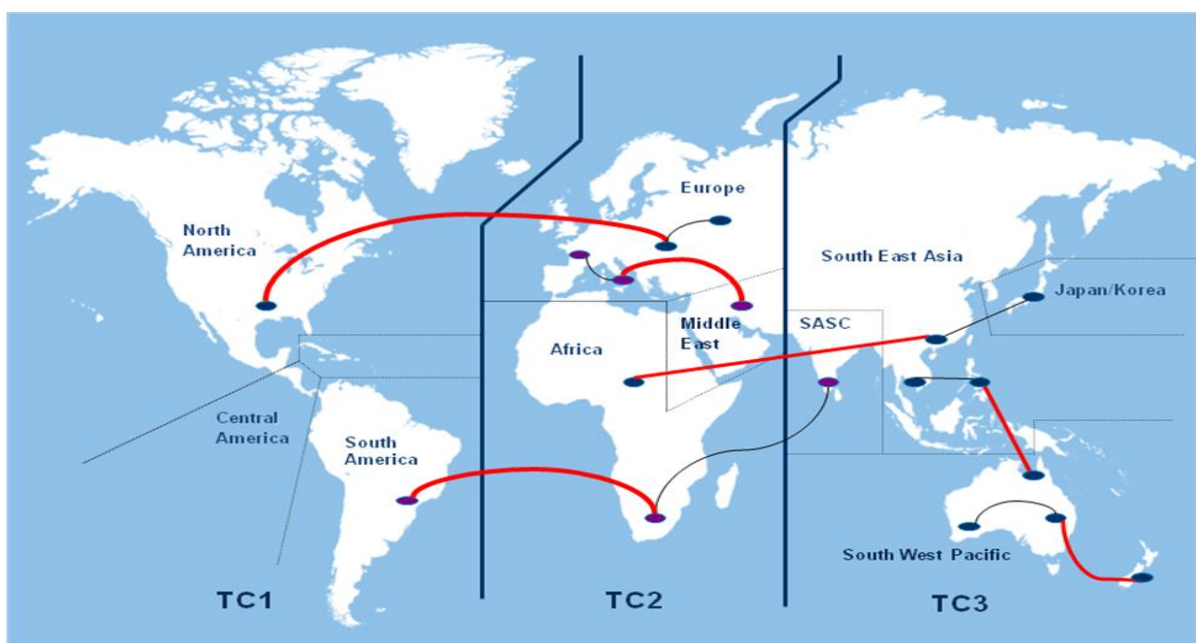 Europe
North
America
South East Asia
Japan/Korea
Middle
East
SASC
Africa
Central
America
South
America
South West Pacific
TC1
TC2
TC3